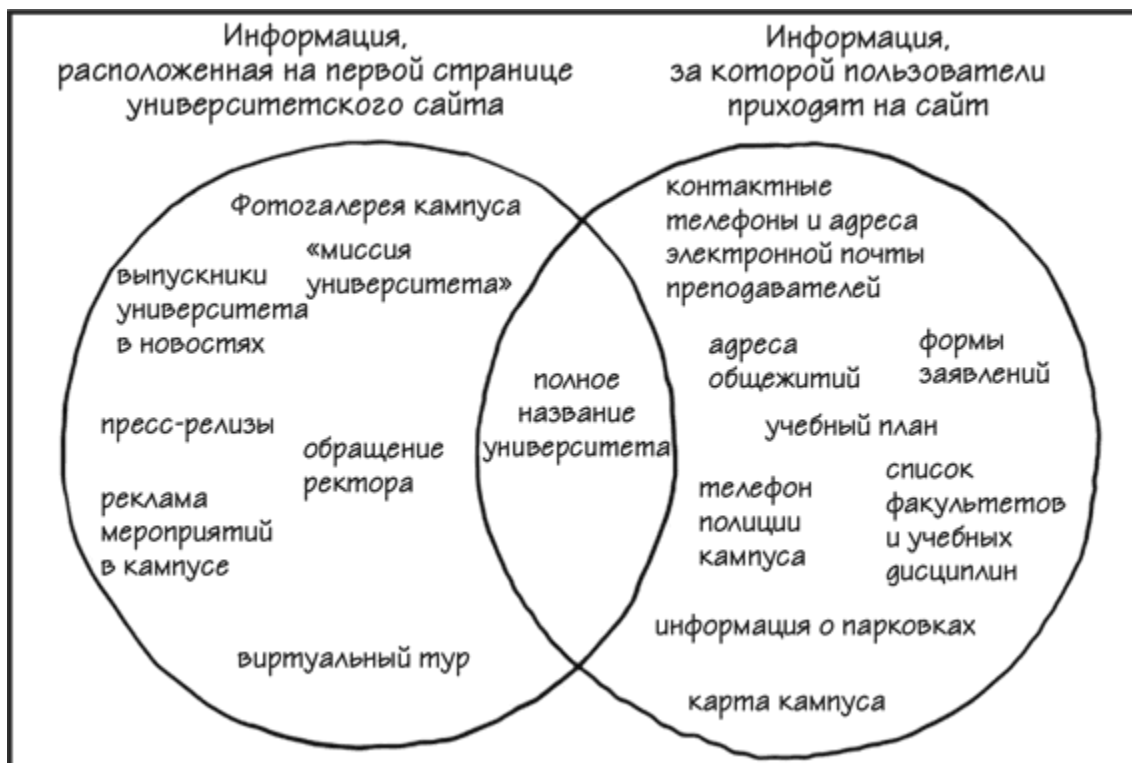 Информация,
расположенная на первой странице
университетского сайта
Информация,
за которой пользователи
приходят на сайт
Фотогалерея кампуса
«миссия
университета»
выпускники
университета
в новостях
пресс-релизы
обращение
ректора
реклама
мероприятий
в кампусе
виртуальный тур
полное
название
университета
контактные
телефоны и адреса
электронной почты
преподавателей
адреса
общежитий
формы
заявлений
учебный план
телефон
полиции
кампуса
список
факультетов
и учебных
дисциплин
информация о парковках
карта кампуса